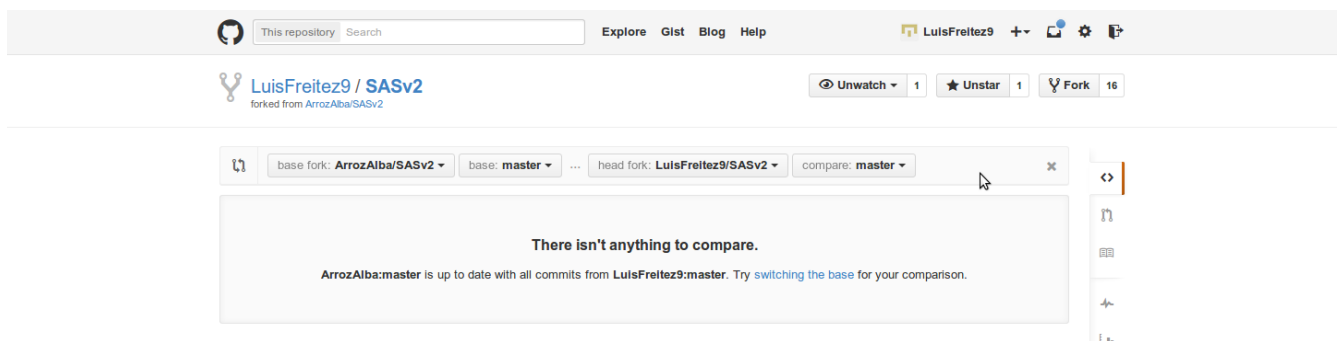 This repository Search Explore Gist Blog Help LuisFreitez9
LuisFreitez9 / SASv2 Unwatch 1 Unstar 1 Fork 16
forked from ArrozAlba/SASv2
base fork: ArrozAlba/SASv2 base: master ... head fork: LuisFreitez9/SASv2 compare: master
There isn't anything to compare.
ArrozAlba:master is up to date with all commits from LuisFreitez9:master. Try switching the base for your comparison.